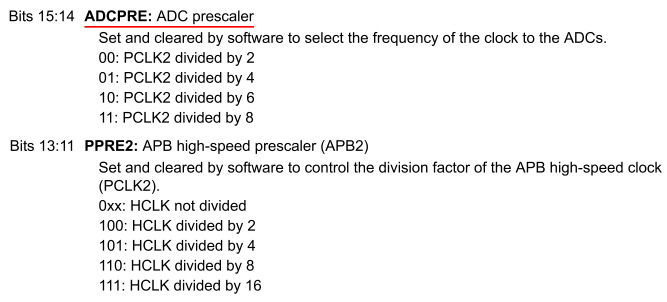 Bits 15:14 ADCPRE: ADC prescaler
Set and cleared by software to select the frequency of the clock to the ADCs.
00: PCLK2 divided by 2
01: PCLK2 divided by 4
10: PCLK2 divided by 6
11: PCLK2 divided by 8
Bits 13:11 PPRE2: APB high-speed prescaler (APB2)
Set and cleared by software to control the division factor of the APB high-speed clock
(PCLK2).
0xx: HCLK not divided
100: HCLK divided by 2
101: HCLK divided by 4
110: HCLK divided by 8
111: HCLK divided by 16